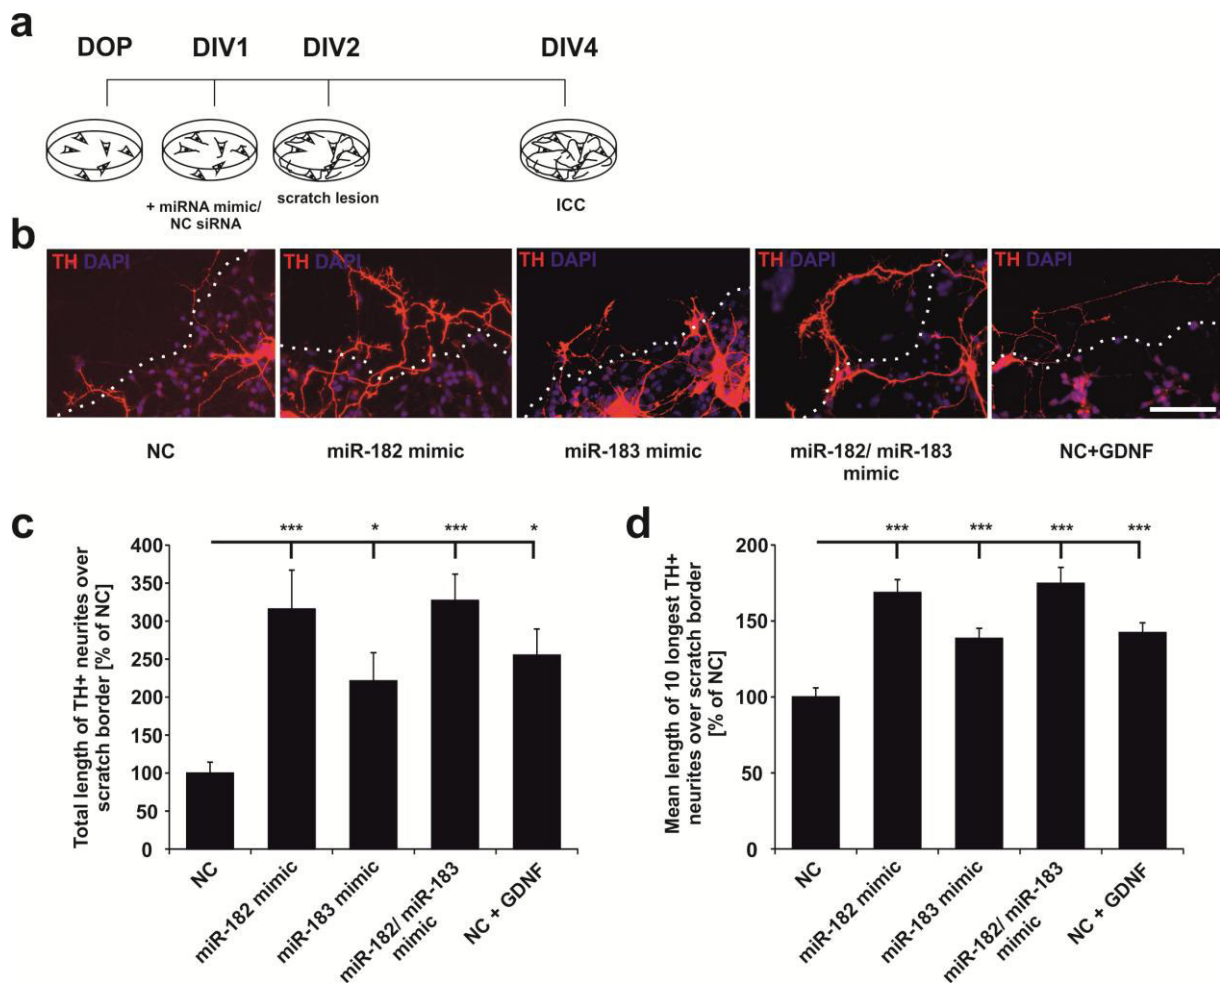 a
DOP DIV1 DIV2 DIV4
+ miRNA mimic/
NC siRNA
scratch lesion
ICC
b
TH DAPI TH DAPI TH DAPI TH DAPI TH DAPI
NC miR-182 mimic miR-183 mimic miR-182/ miR-183
mimic
NC+GDNF
c
Total length of TH+ neurites over
scratch border [% of NC]
400
350
300
250
200
150
100
50
0
*** * *** *
NC
miR-182 mimic
miR-183 mimic
miR-182/ miR-183
mimic
NC + GDNF
d
Mean length of 10 longest TH+
neurites over scratch border
[% of NC]
200
150
100
50
0
*** *** *** ***
NC
miR-182 mimic
miR-183 mimic
miR-182/ miR-183
mimic
NC + GDNF